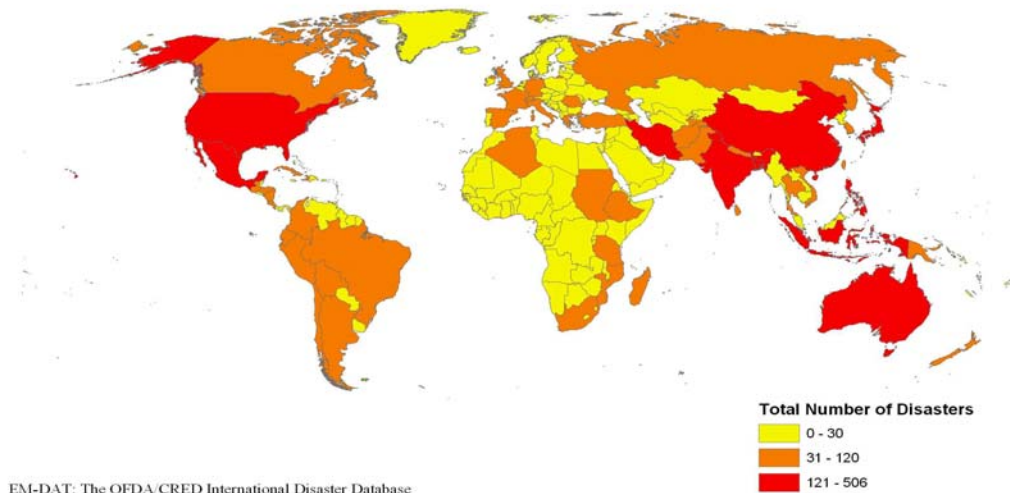 Total Number of Disasters
0 - 30
31 - 120
121 - 506
EM-DAT: The OFDA/CRED International Disaster Database